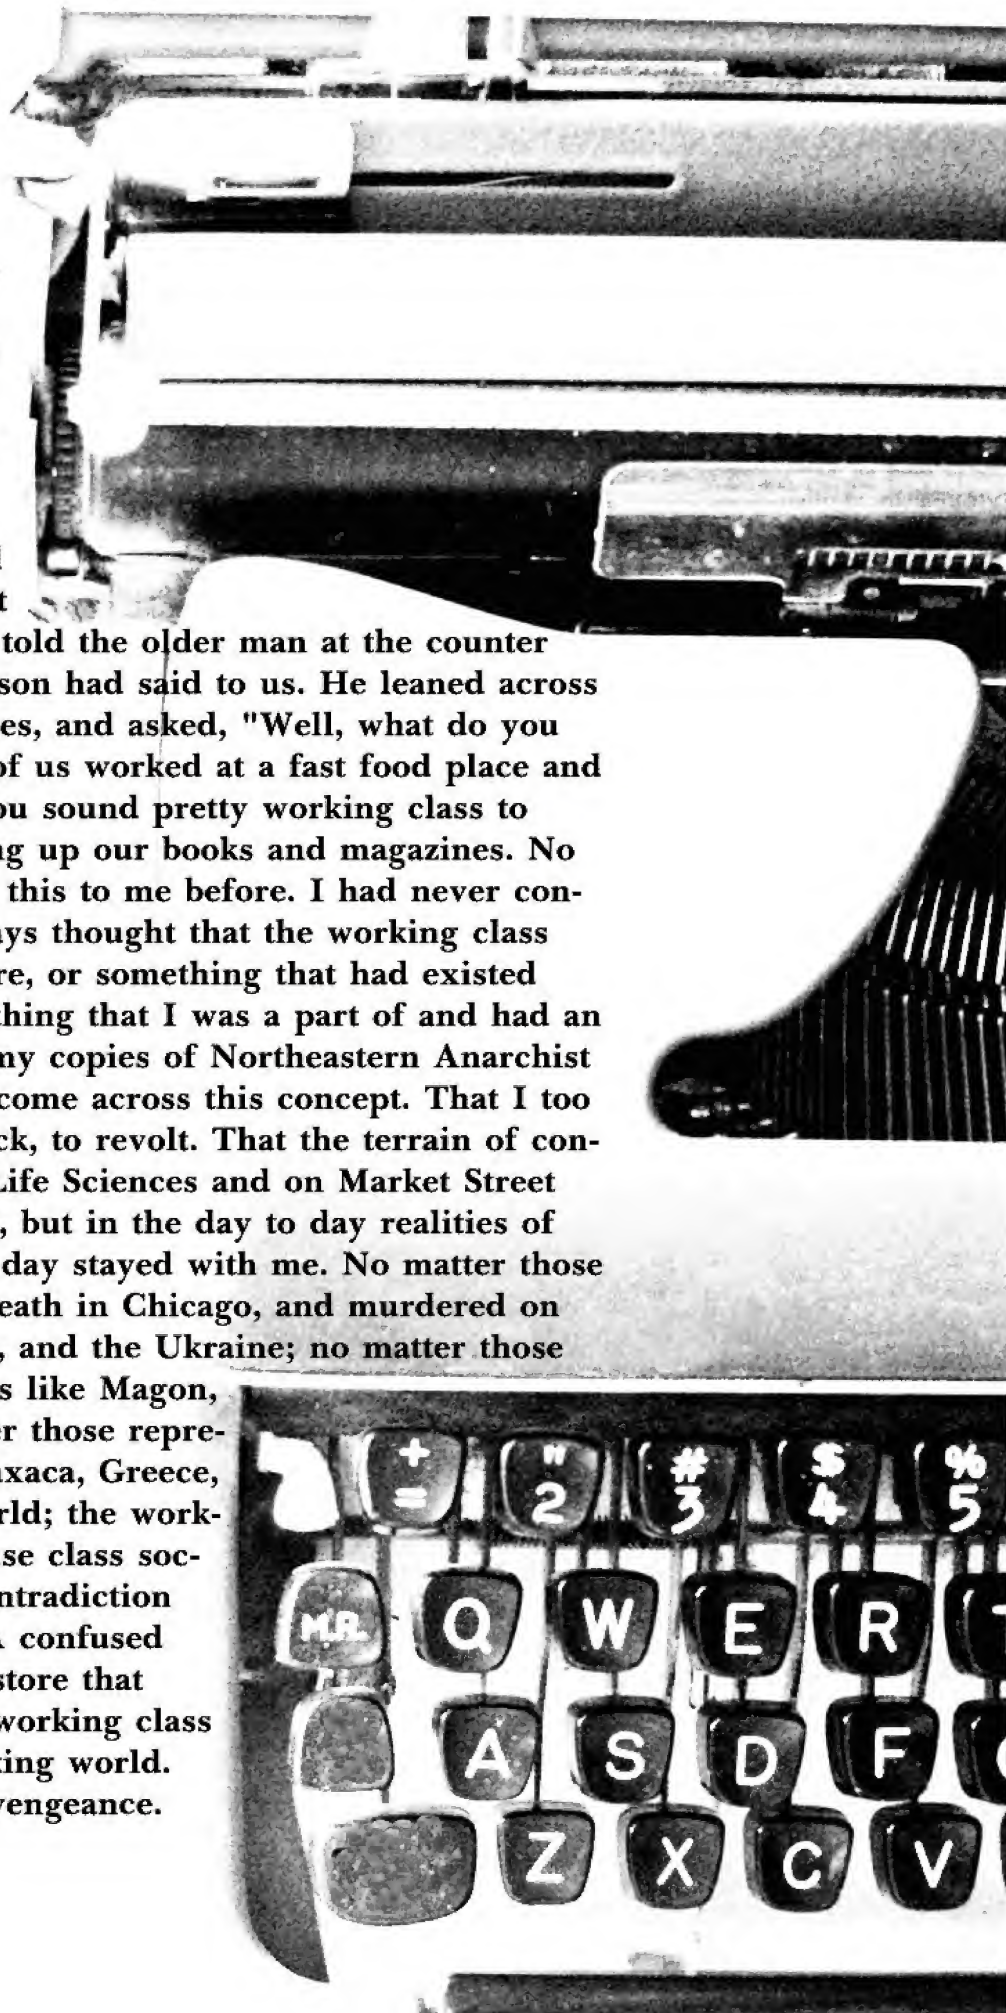 t
told the older man at the counter
son had said to us. He leaned across
es, and asked, "Well, what do you
of us worked at a fast food place and
ou sound pretty working class to
ng up our books and magazines. No
this to me before. I had never con-
ays thought that the working class
re, or something that had existed
thing that I was a part of and had an
my copies of Northeastern Anarchist
come across this concept. That I too
ck, to revolt. That the terrain of con-
Life Sciences and on Market Street
, but in the day to day realities of
day stayed with me. No matter those
eath in Chicago, and murdered on
, and the Ukraine; no matter those
s like Magon,
er those repre-
axaca, Greece,
rld; the work-
se class soc-
ntradiction
A confused
store that
working class
king world.
vengeance.
+ " # $ %
= 2 3 4 5
M.R. Q W E R
A S D F
Z X C V